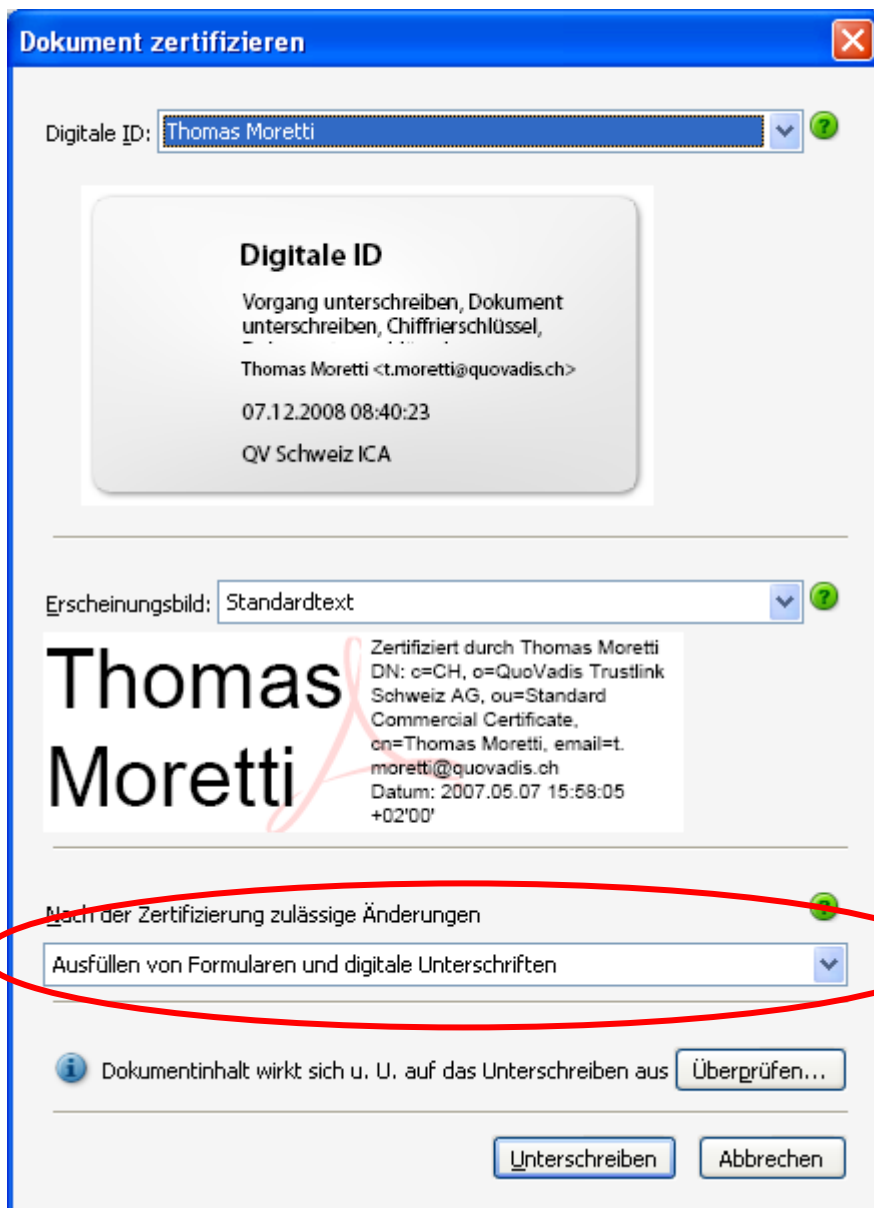 Dokument zertifizieren
Digitale ID: Thomas Moretti
Digitale ID
Vorgang unterschreiben, Dokument
unterschreiben, Chiffrierschlüssel,
Thomas Moretti <t.moretti@quovadis.ch>
07.12.2008 08:40:23
QV Schweiz ICA
Erscheinungsbild: Standardtext
Thomas
Moretti
Zertifiziert durch Thomas Moretti
DN: c=CH, o=QuoVadis Trustlink
Schweiz AG, ou=Standard
Commercial Certificate,
cn=Thomas Moretti, email=t.
moretti@quovadis.ch
Datum: 2007.05.07 15:58:05
+02'00'
Nach der Zertifizierung zulässige Änderungen
Ausfüllen von Formularen und digitale Unterschriften
Dokumentinhalt wirkt sich u. U. auf das Unterschreiben aus Überprüfen...
Unterschreiben Abbrechen